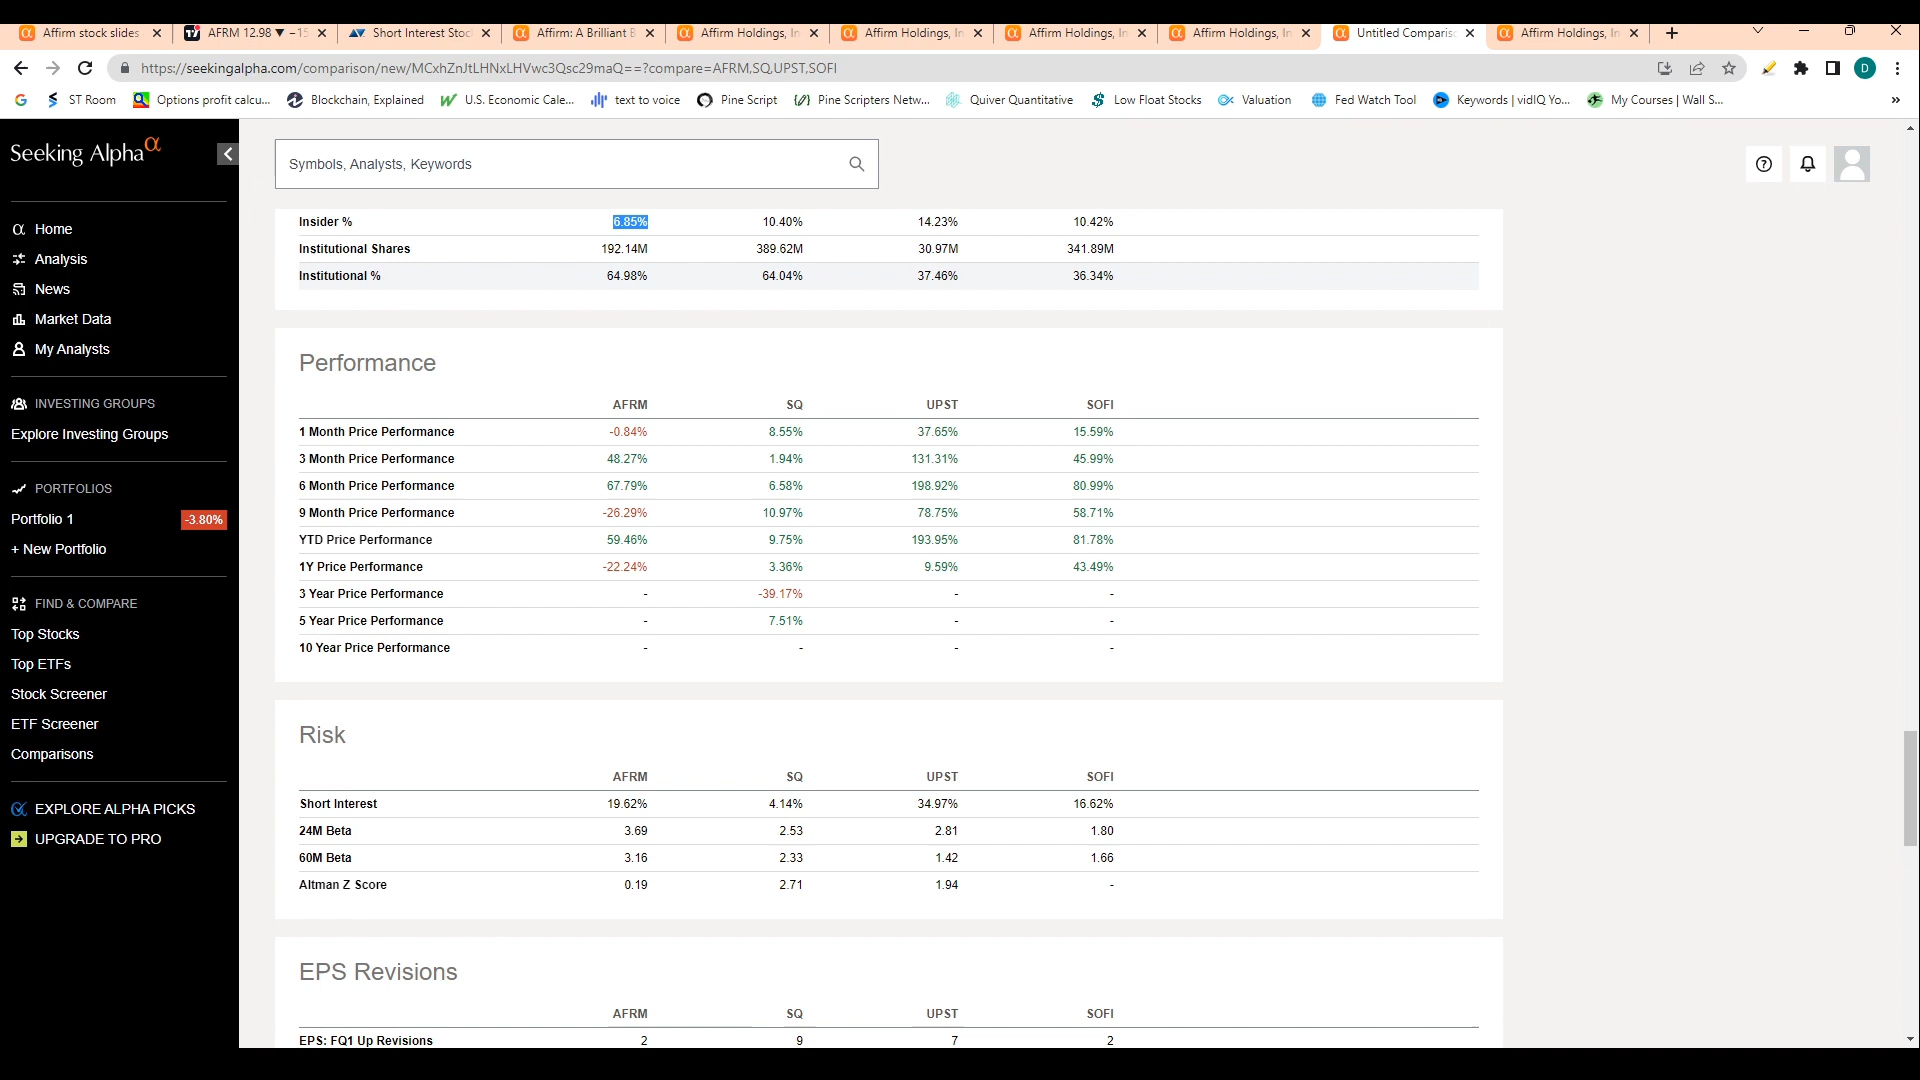 Affirm stock slides
AFRM 12.98 ▼ −15
Short Interest Stoc
Affirm: A Brilliant B
Affirm Holdings, In
Affirm Holdings, In
Affirm Holdings, In
Affirm Holdings, In
Untitled Comparis
Affirm Holdings, In
https://seekingalpha.com/comparison/new/MCxhZnJtLHNxLHVwc3Qsc29maQ==?compare=AFRM,SQ,UPST,SOFI
D
ST Room
Options profit calcu...
Blockchain, Explained
U.S. Economic Cale...
text to voice
Pine Script
Pine Scripters Netw...
Quiver Quantitative
Low Float Stocks
Valuation
Fed Watch Tool
Keywords | vidIQ Yo...
My Courses | Wall S...
»
Seeking Alpha α
Symbols, Analysts, Keywords
Home
Analysis
News
Market Data
My Analysts
INVESTING GROUPS
Explore Investing Groups
PORTFOLIOS
Portfolio 1 -3.80%
+ New Portfolio
FIND & COMPARE
Top Stocks
Top ETFs
Stock Screener
ETF Screener
Comparisons
EXPLORE ALPHA PICKS
UPGRADE TO PRO
Insider % 6.85% 10.40% 14.23% 10.42%
Institutional Shares 192.14M 389.62M 30.97M 341.89M
Institutional % 64.98% 64.04% 37.46% 36.34%
Performance
AFRM SQ UPST SOFI
1 Month Price Performance -0.84% 8.55% 37.65% 15.59%
3 Month Price Performance 48.27% 1.94% 131.31% 45.99%
6 Month Price Performance 67.79% 6.58% 198.92% 80.99%
9 Month Price Performance -26.29% 10.97% 78.75% 58.71%
YTD Price Performance 59.46% 9.75% 193.95% 81.78%
1Y Price Performance -22.24% 3.36% 9.59% 43.49%
3 Year Price Performance - -39.17% - -
5 Year Price Performance - 7.51% - -
10 Year Price Performance - - - -
Risk
AFRM SQ UPST SOFI
Short Interest 19.62% 4.14% 34.97% 16.62%
24M Beta 3.69 2.53 2.81 1.80
60M Beta 3.16 2.33 1.42 1.66
Altman Z Score 0.19 2.71 1.94 -
EPS Revisions
AFRM SQ UPST SOFI
EPS: FQ1 Up Revisions 2 9 7 2